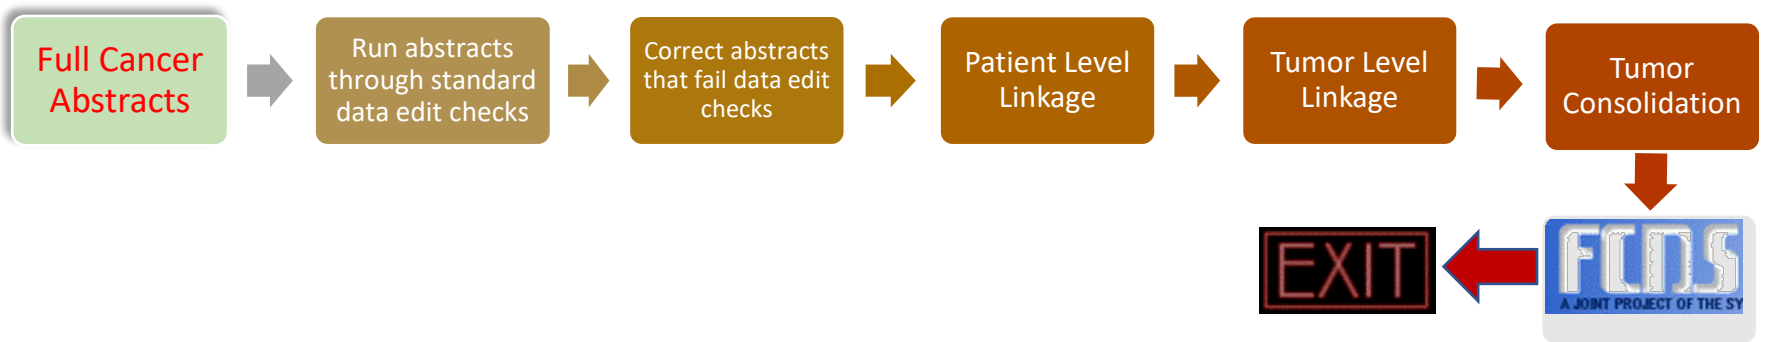 Full Cancer
Abstracts
Run abstracts
through standard
data edit checks
Correct abstracts
that fail data edit
checks
Patient Level
Linkage
Tumor Level
Linkage
Tumor
Consolidation
EXIT
FCDS
A JOINT PROJECT OF THE SY